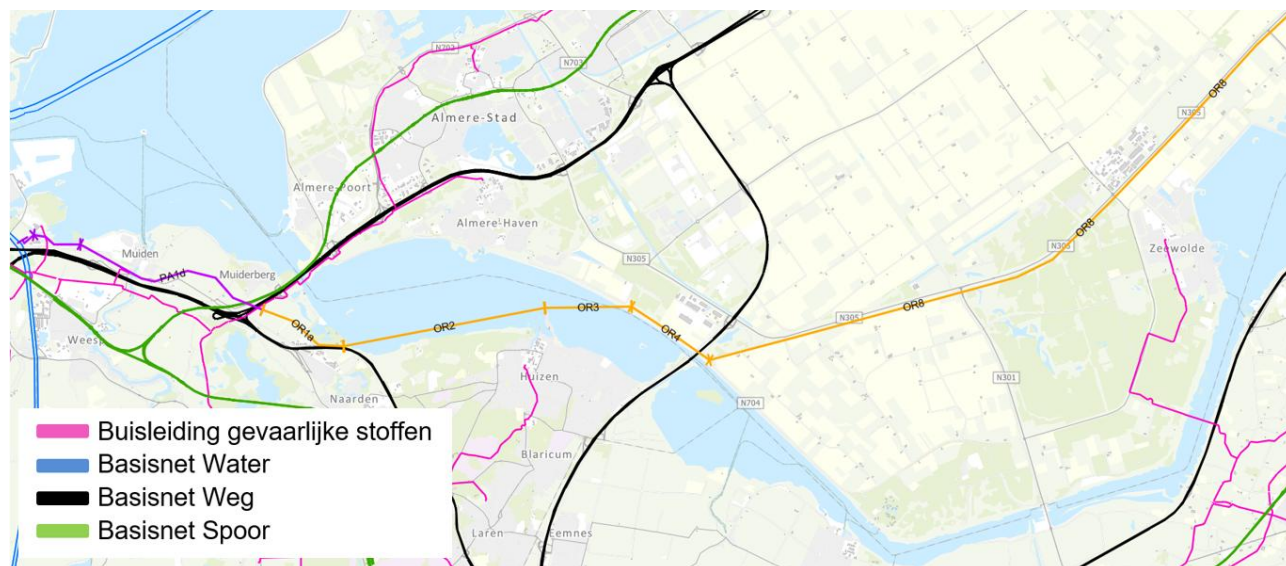 N702
N703
OR8
N305
Almere-Stad
Almere-Poort
Almere-Haven
Zeewolde
Muiden
Muiderberg
PA1d
N305
N305
OR8
OR8
N305
OR1a
OR2
OR3
OR4
Weesp
Huizen
N301
Naarden
N704
Blaricum
Laren
Eemnes
Buisleiding gevaarlijke stoffen
Basisnet Water
Basisnet Weg
Basisnet Spoor